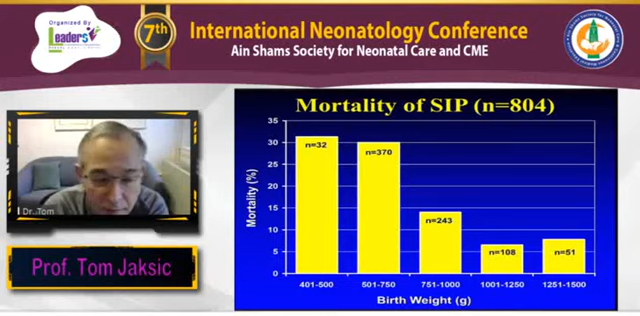 Organized By
Leaders
7th
International Neonatology Conference
Ain Shams Society for Neonatal Care and CME
Mortality of SIP (n=804)
35
30
25
20
15
10
5
0
Mortality (%)
n=32
n=370
n=243
n=108
n=51
401-500
501-750
751-1000
1001-1250
1251-1500
Birth Weight (g)
Dr. Tom
Prof. Tom Jaksic